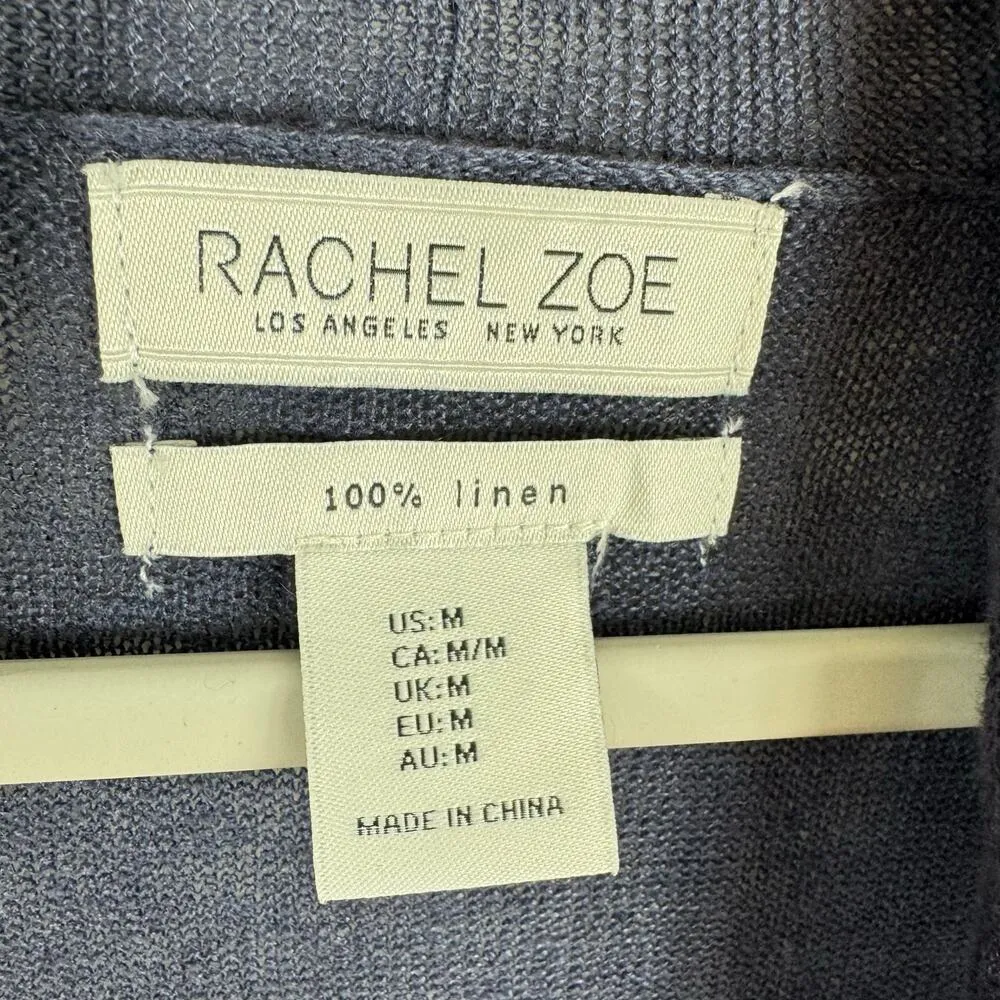 RACHEL ZOE
LOS ANGELES NEW YORK
100% linen
US: M
CA: M/M
UK: M
EU: M
AU: M
MADE IN CHINA